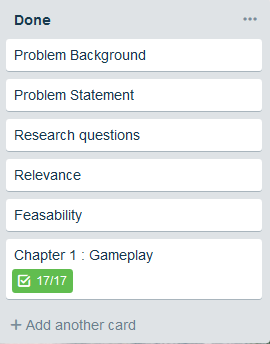 Done
Problem Background
Problem Statement
Research questions
Relevance
Feasability
Chapter 1 : Gameplay
17/17
+ Add another card